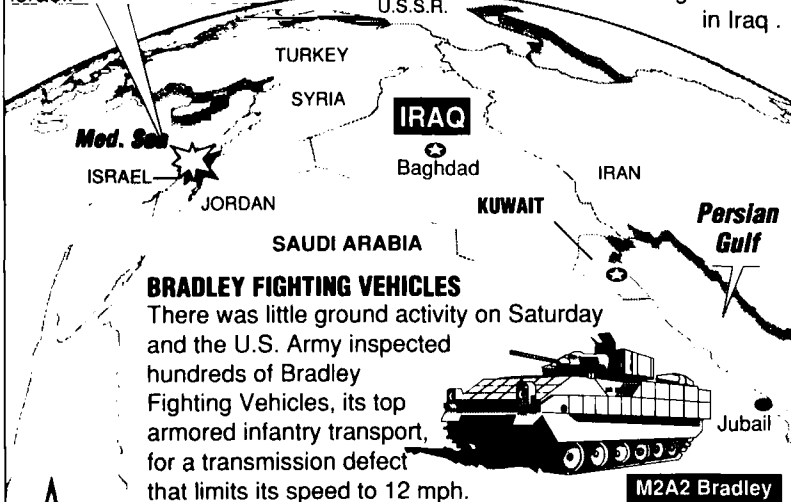 U.S.S.R.
in Iraq .
TURKEY
SYRIA
IRAQ
Med. Sea
Baghdad
ISRAEL
IRAN
JORDAN
KUWAIT
Persian
Gulf
SAUDI ARABIA
BRADLEY FIGHTING VEHICLES
There was little ground activity on Saturday
and the U.S. Army inspected
hundreds of Bradley
Fighting Vehicles, its top
armored infantry transport,
for a transmission defect
that limits its speed to 12 mph.
Jubail
M2A2 Bradley